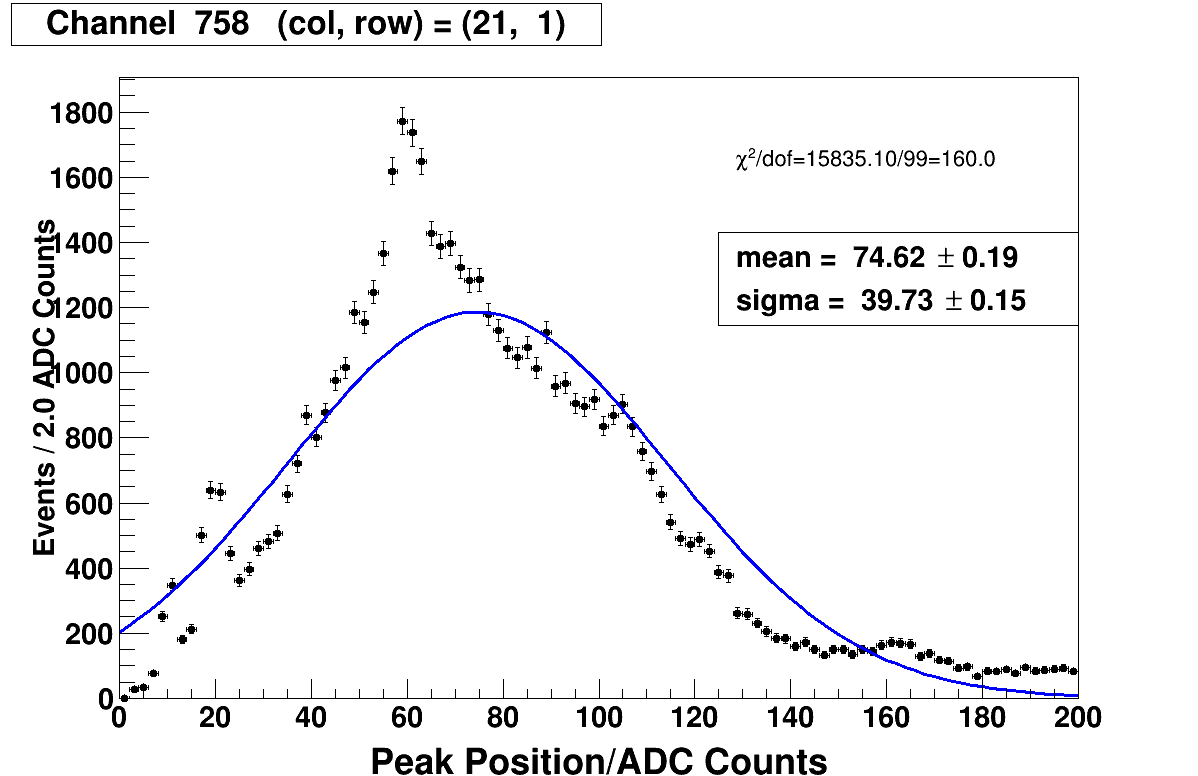 Channel 758 (col, row) = (21, 1)
χ²/dof=15835.10/99=160.0
mean = 74.62 ± 0.19
sigma = 39.73 ± 0.15
Events / 2.0 ADC Counts
1800
1600
1400
1200
1000
800
600
400
200
0
0 20 40 60 80 100 120 140 160 180 200
Peak Position/ADC Counts